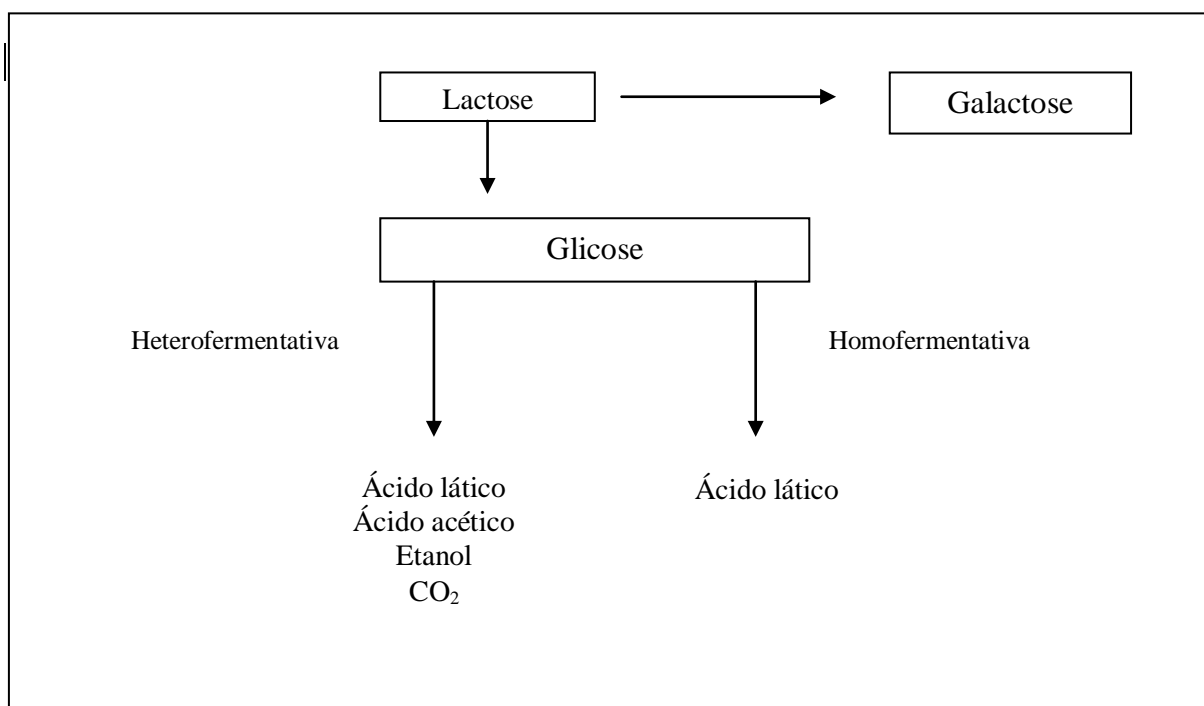 Lactose
Galactose
Glicose
Heterofermentativa
Homofermentativa
Ácido lático
Ácido acético
Etanol
CO₂
Ácido lático